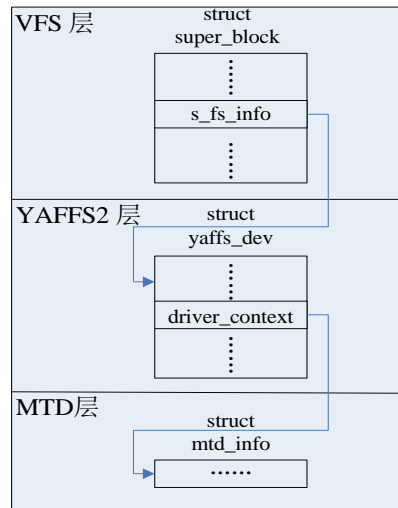 VFS 层
struct
super_block
s_fs_info
YAFFS2 层
struct
yaffs_dev
driver_context
MTD层
struct
mtd_info
······